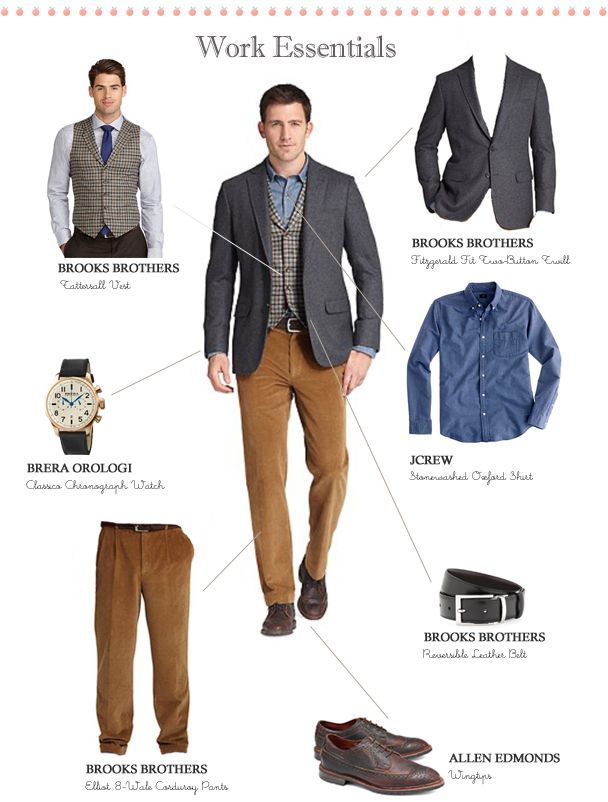 Work Essentials
BROOKS BROTHERS
Tattersall Vest
BROOKS BROTHERS
Fitzgerald Fit Two-Button Twill
BRERA OROLOGI
Classico Chronograph Watch
JCREW
Stonewashed Oxford Shirt
BROOKS BROTHERS
Reversible Leather Belt
BROOKS BROTHERS
Elliot 8-Wale Corduroy Pants
ALLEN EDMONDS
Wingtips